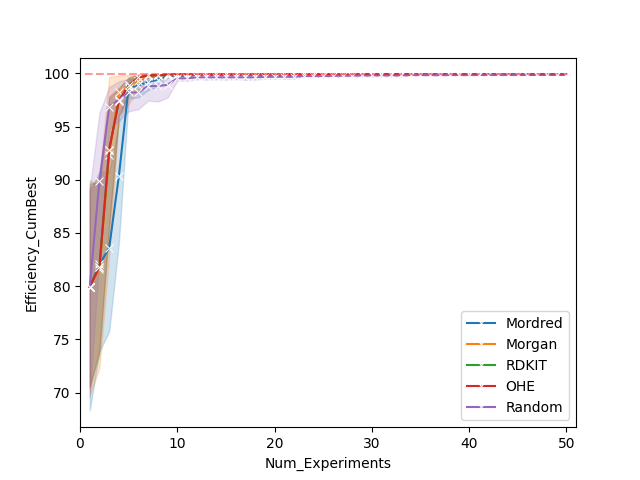 100
95
90
85
80
75
70
Efficiency_CumBest
0 10 20 30 40 50
Num_Experiments
Mordred
Morgan
RDKIT
OHE
Random